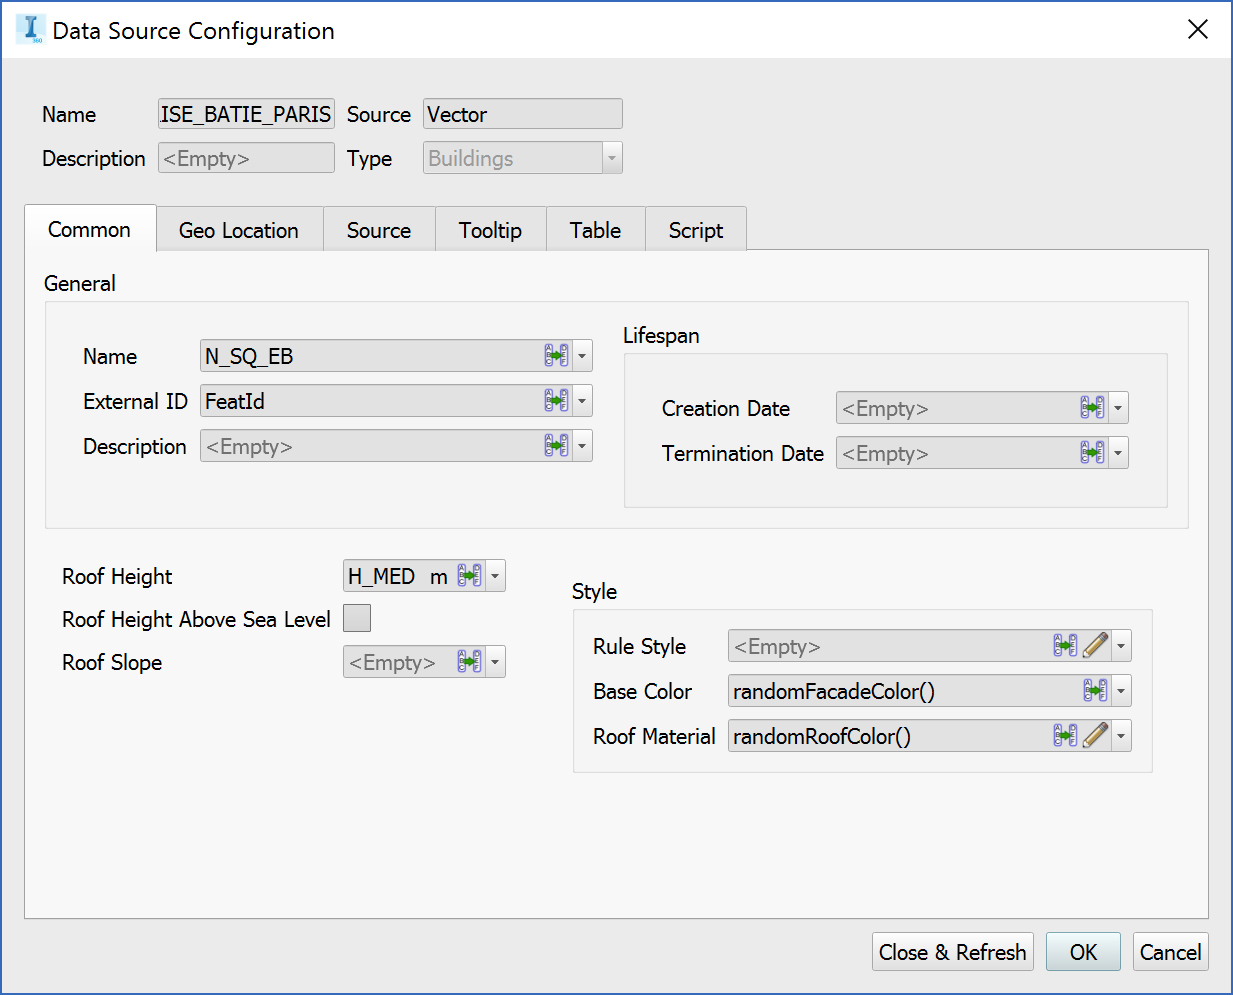 Data Source Configuration
Name ISE_BATIE_PARIS Source Vector
Description <Empty> Type Buildings
Common Geo Location Source Tooltip Table Script
General
Lifespan
Name N_SQ_EB
External ID FeatId
Description <Empty>
Creation Date <Empty>
Termination Date <Empty>
Roof Height H_MED m
Roof Height Above Sea Level
Roof Slope <Empty>
Style
Rule Style <Empty>
Base Color randomFacadeColor()
Roof Material randomRoofColor()
Close & Refresh OK Cancel